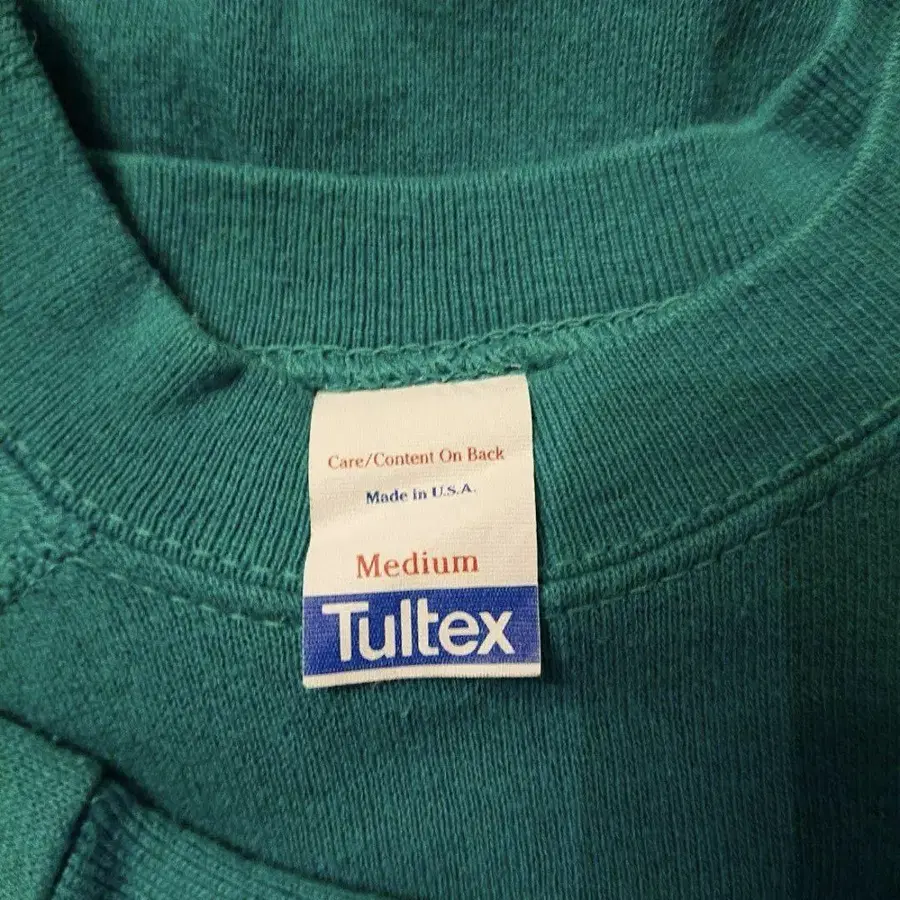 Care/Content On Back
Made in U.S.A.
Medium
Tultex